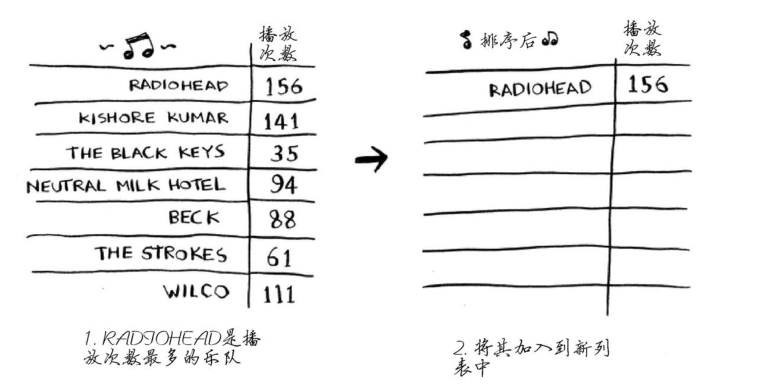 播放
次数
RADIOHEAD 156
KISHORE KUMAR 141
THE BLACK KEYS 35
NEUTRAL MILK HOTEL 94
BECK 88
THE STROKES 61
WILCO 111
1. RADIOHEAD是播
放次数最多的乐队
排序后
播放
次数
RADIOHEAD 156
2. 将其加入到新列
表中